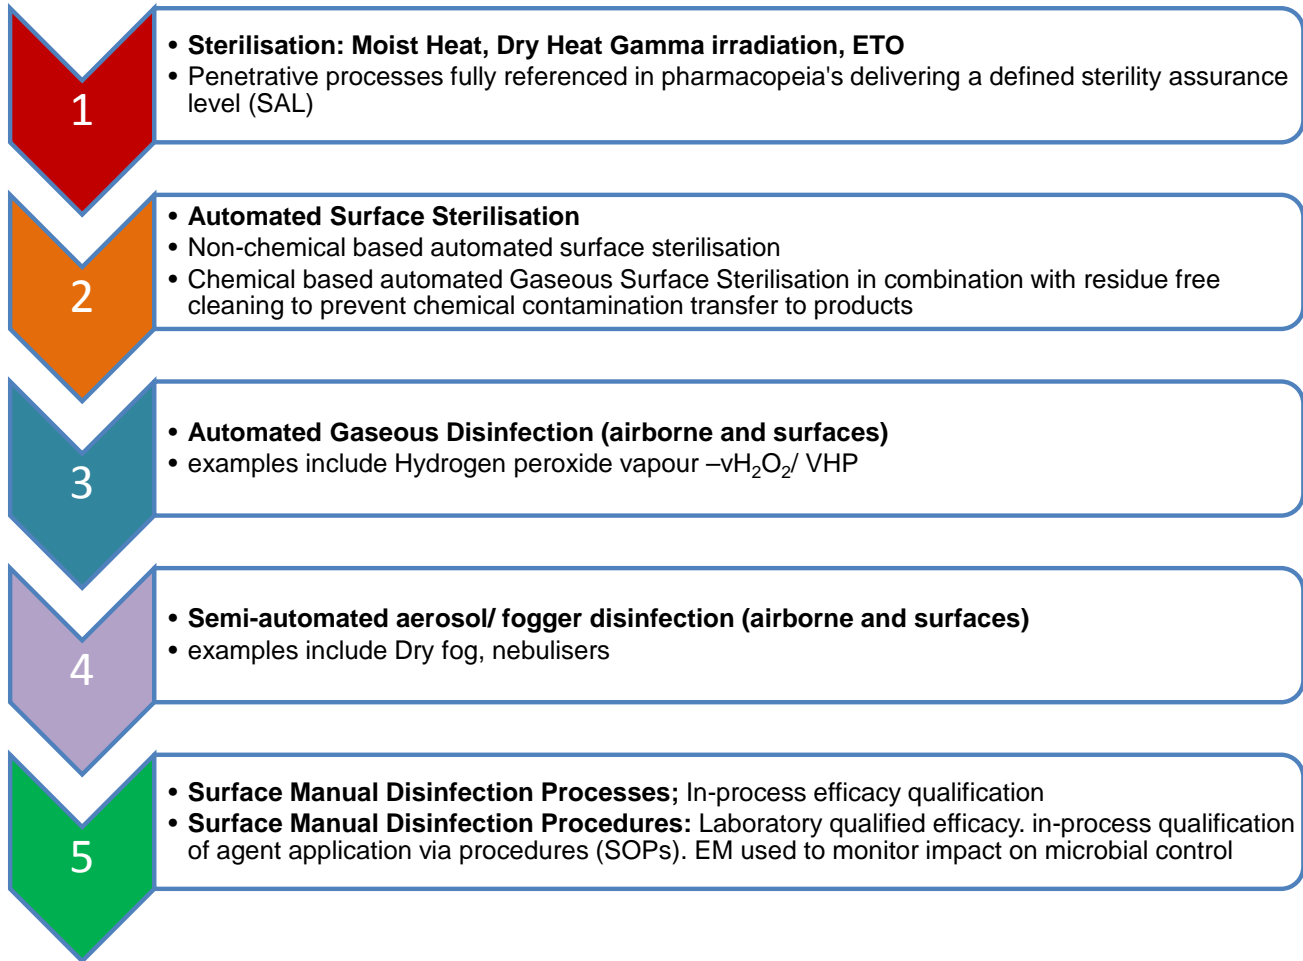 1
• Sterilisation: Moist Heat, Dry Heat Gamma irradiation, ETO
• Penetrative processes fully referenced in pharmacopeia's delivering a defined sterility assurance
level (SAL)
2
• Automated Surface Sterilisation
• Non-chemical based automated surface sterilisation
• Chemical based automated Gaseous Surface Sterilisation in combination with residue free
cleaning to prevent chemical contamination transfer to products
3
• Automated Gaseous Disinfection (airborne and surfaces)
• examples include Hydrogen peroxide vapour –vH₂O₂/ VHP
4
• Semi-automated aerosol/ fogger disinfection (airborne and surfaces)
• examples include Dry fog, nebulisers
5
• Surface Manual Disinfection Processes; In-process efficacy qualification
• Surface Manual Disinfection Procedures: Laboratory qualified efficacy. in-process qualification
of agent application via procedures (SOPs). EM used to monitor impact on microbial control